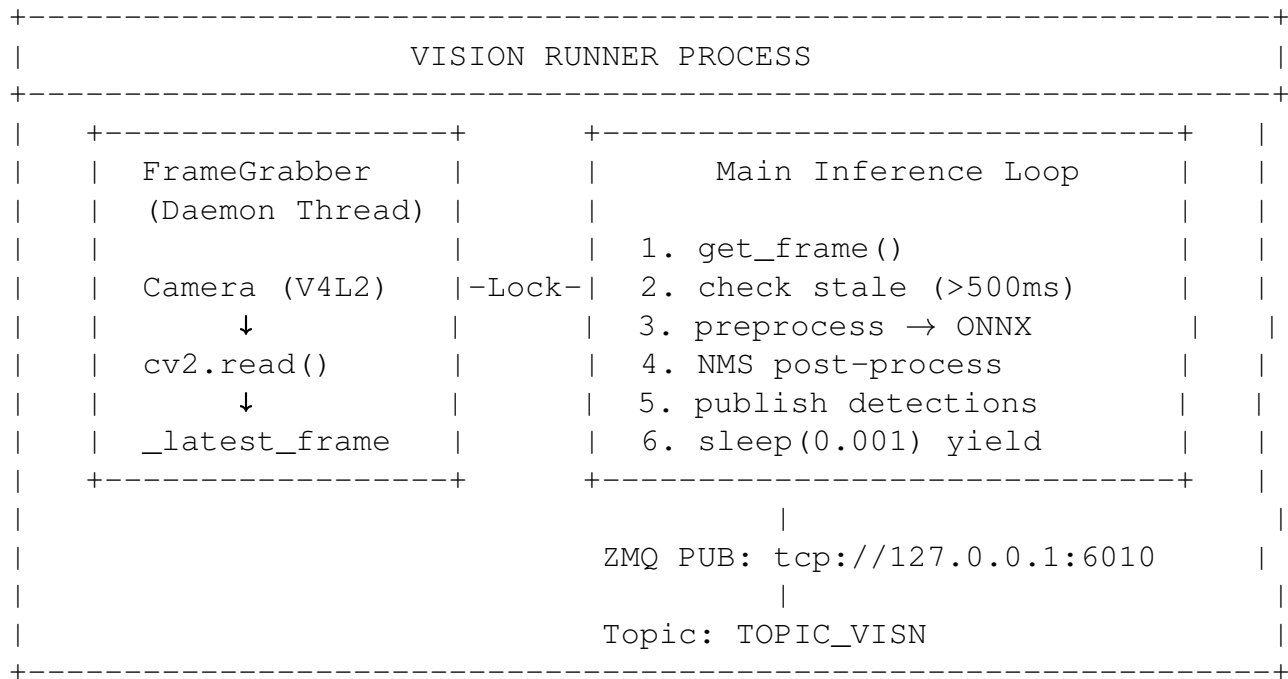 +-----------------------------------------------------------------+
|                    VISION RUNNER PROCESS                        |
+-----------------------------------------------------------------+
|   +------------------+      +------------------------------+   |
|   |  FrameGrabber    |      |      Main Inference Loop     |   |
|   |  (Daemon Thread) |      |                              |   |
|   |                  |      |  1. get_frame()              |   |
|   |  Camera (V4L2)   |-Lock-|  2. check stale (>500ms)     |   |
|   |       ↓          |      |  3. preprocess → ONNX        |   |
|   |  cv2.read()      |      |  4. NMS post-process         |   |
|   |       ↓          |      |  5. publish detections       |   |
|   |  _latest_frame   |      |  6. sleep(0.001) yield       |   |
|   +------------------+      +------------------------------+   |
|                                       |                         |
|                              ZMQ PUB: tcp://127.0.0.1:6010     |
|                                       |                         |
|                              Topic: TOPIC_VISN                  |
+-----------------------------------------------------------------+